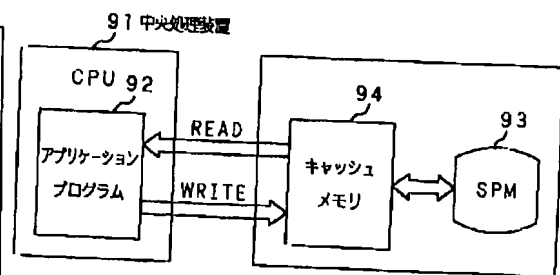 91 中央処理装置
CPU
92
アプリケーション
プログラム
READ
WRITE
94
キャッシュ
メモリ
93
SPM